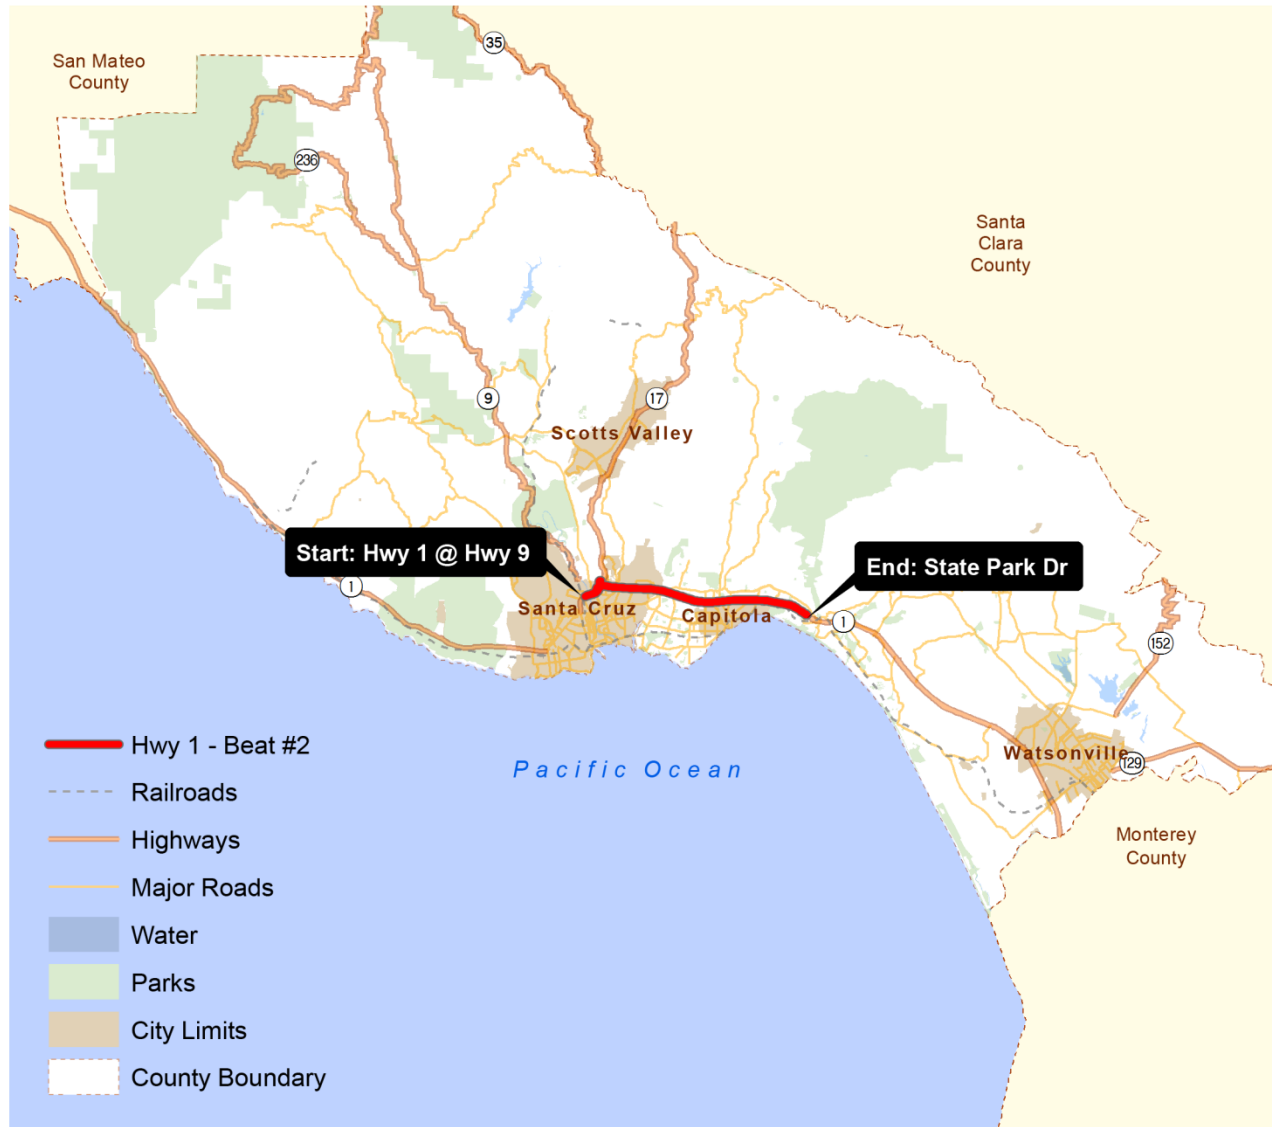 San Mateo
County
35
236
Santa
Clara
County
9
17
Scotts Valley
Start: Hwy 1 @ Hwy 9
End: State Park Dr
1
Santa Cruz
Capitola
1
152
Watsonville
129
Pacific Ocean
Monterey
County
Hwy 1 - Beat #2
Railroads
Highways
Major Roads
Water
Parks
City Limits
County Boundary